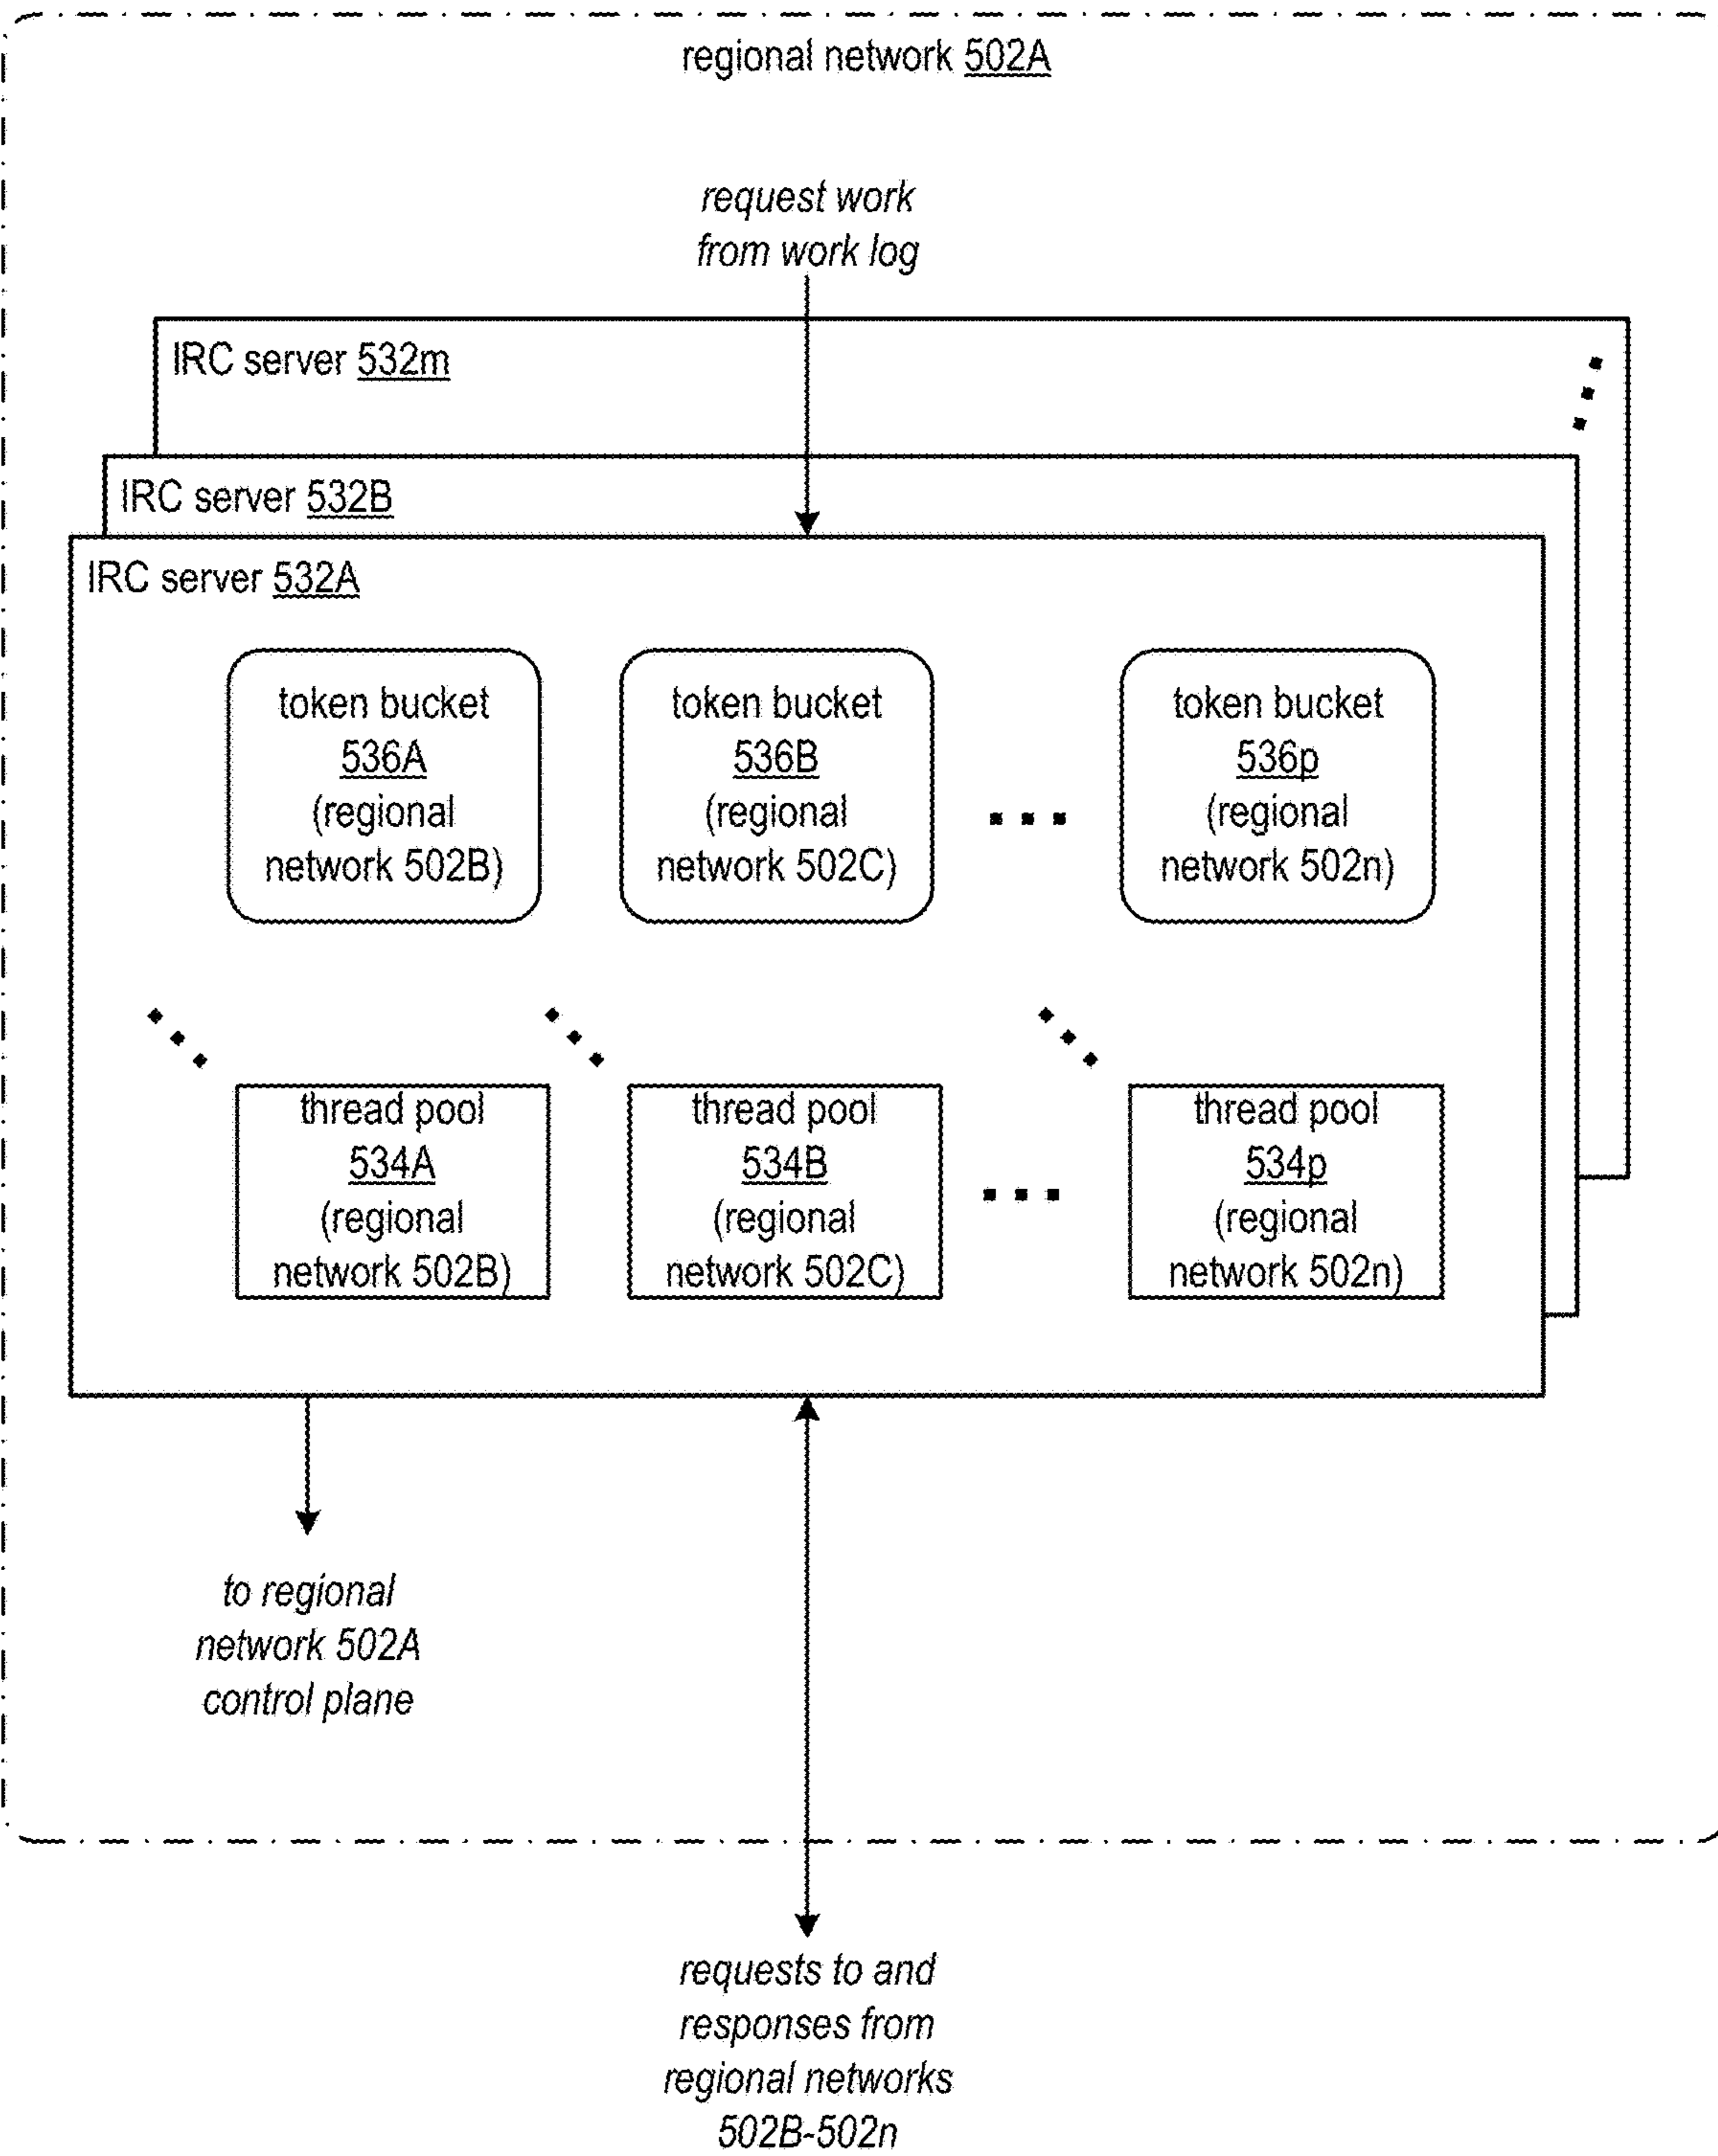 regional network 502A
request work
from work log
IRC server 532m
IRC server 532B
IRC server 532A
token bucket
536A
(regional
network 502B)
token bucket
536B
(regional
network 502C)
token bucket
536p
(regional
network 502n)
thread pool
534A
(regional
network 502B)
thread pool
534B
(regional
network 502C)
thread pool
534p
(regional
network 502n)
to regional
network 502A
control plane
requests to and
responses from
regional networks
502B-502n